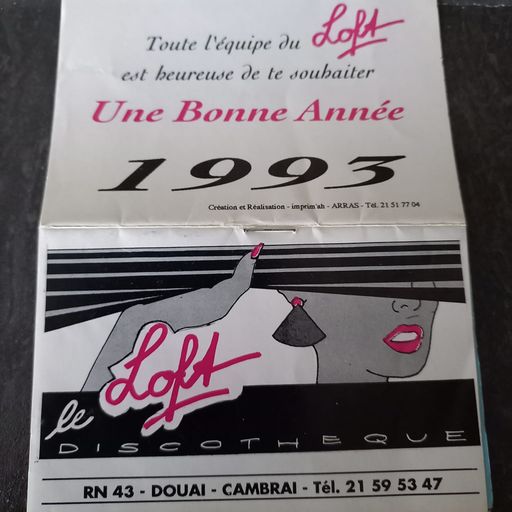 Toute l'équipe du Loft
est heureuse de te souhaiter
Une Bonne Année
1993
Création et Réalisation - imprim'ah - ARRAS - Tél. 21 51 77 04
le Loft
DISCOTHEQUE
RN 43 - DOUAI - CAMBRAI - Tél. 21 59 53 47